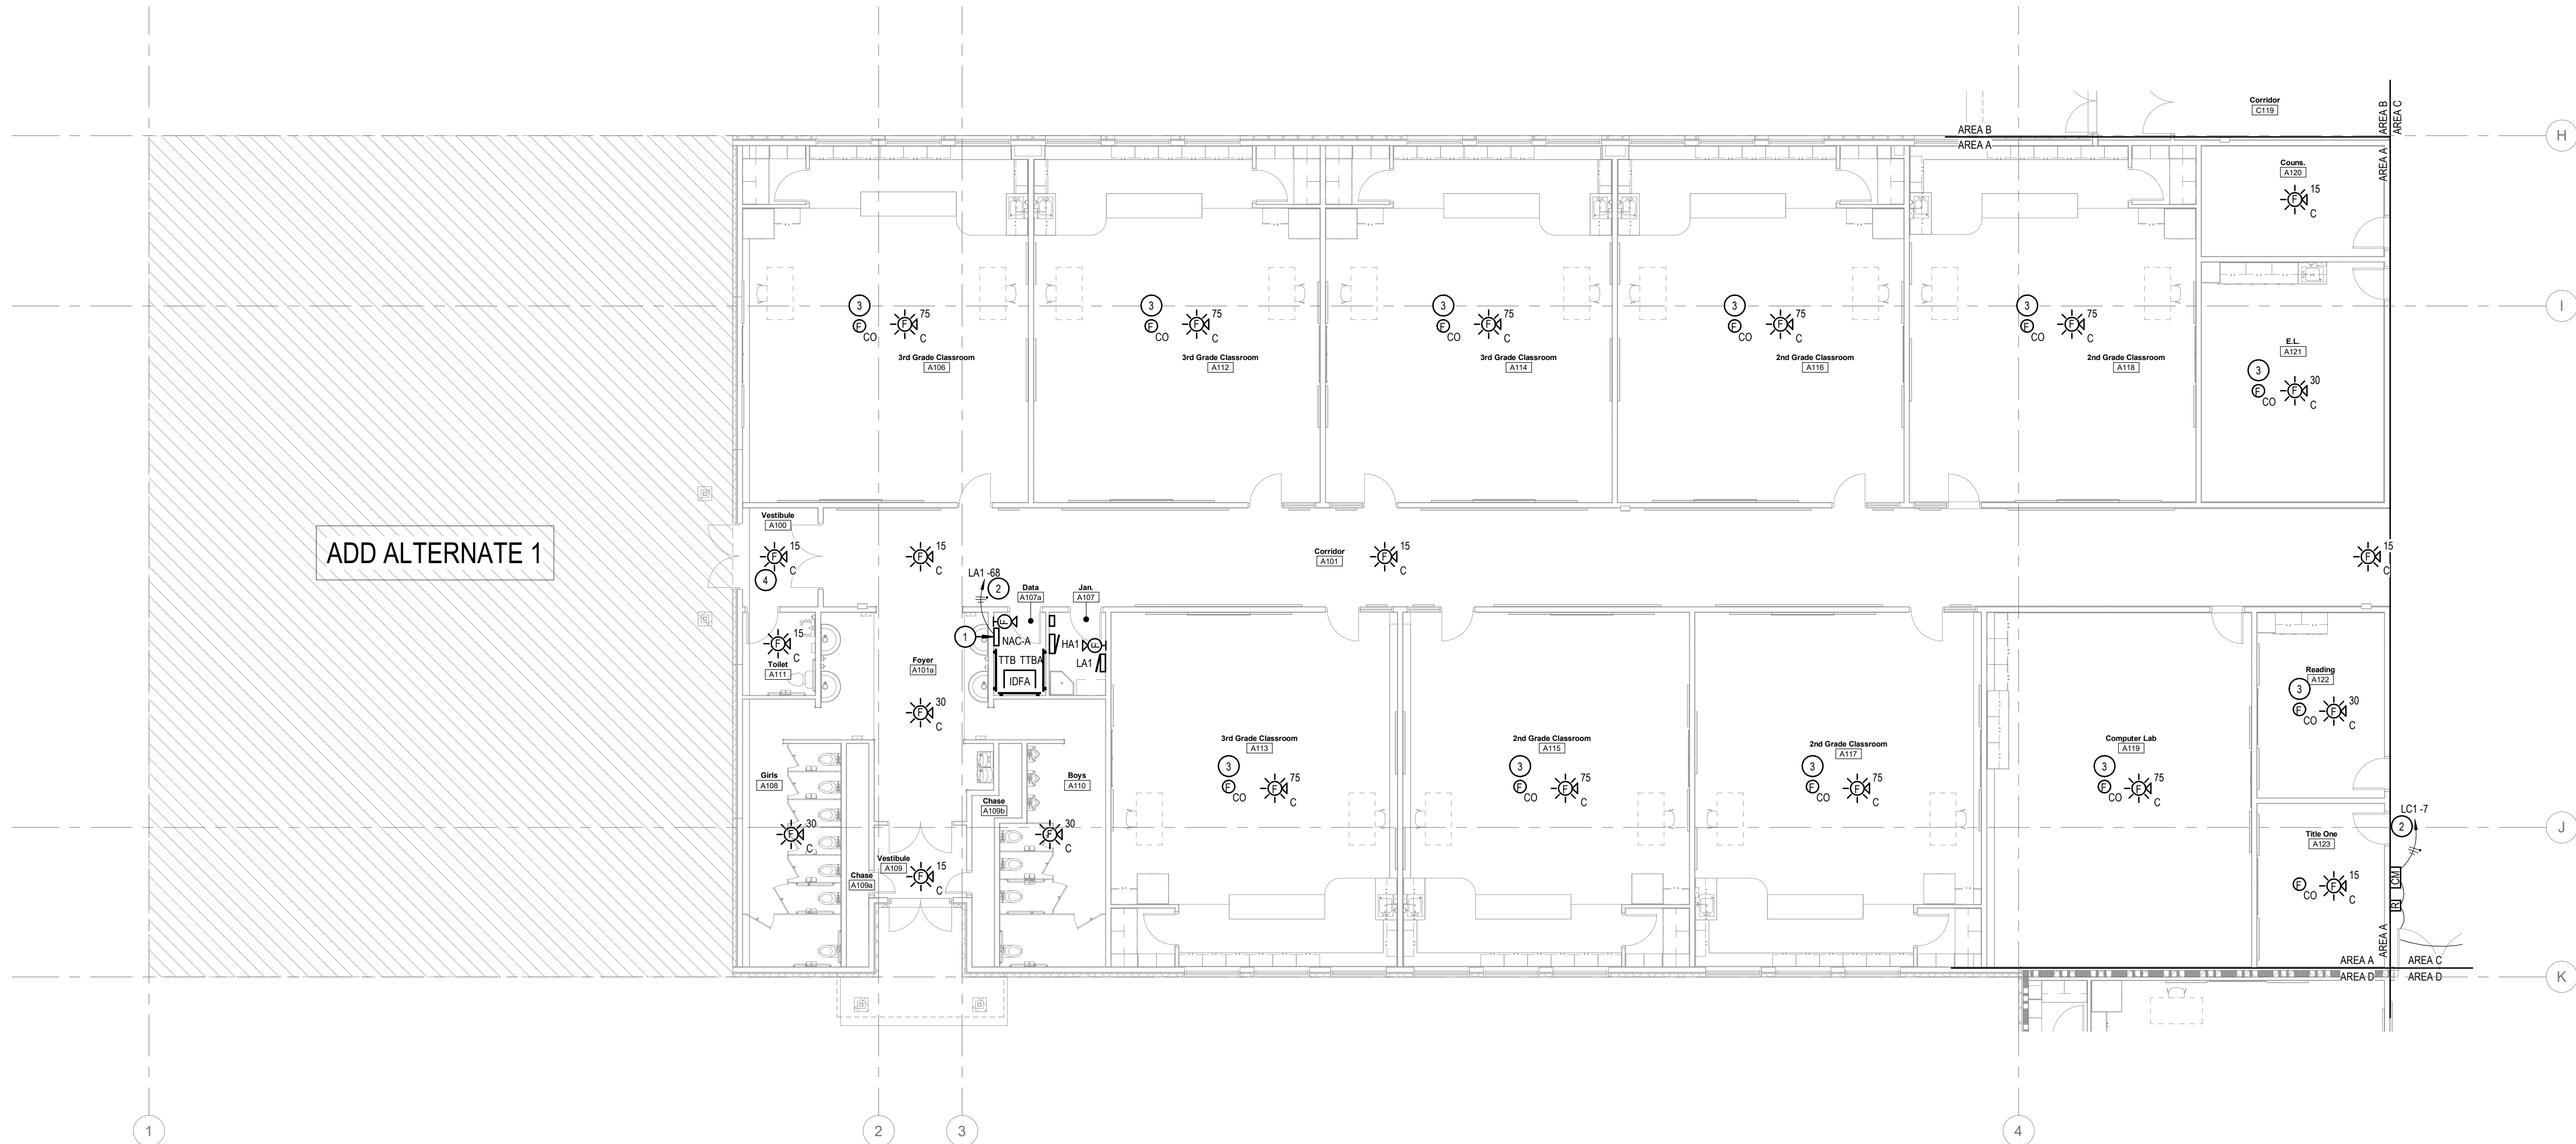 Corridor
C119
AREA B
AREA C
H
AREA B
AREA A
AREA A
Couns.
A120
15
C
3
F
CO
F
75
C
3rd Grade Classroom
A106
3
F
CO
F
75
C
3rd Grade Classroom
A112
3
F
CO
F
75
C
3rd Grade Classroom
A114
3
F
CO
F
75
C
2nd Grade Classroom
A116
3
F
CO
F
75
C
2nd Grade Classroom
A118
I
E.L.
A121
3
F
CO
F
30
C
ADD ALTERNATE 1
Vestibule
A100
F
15
C
4
F
15
C
Corridor
A101
F
15
C
F
15
C
LA1 -68
2
Data
A107a
Jan.
A107
1
F
NAC-A
TTB TTBA
IDFA
HA1
F
LA1
F
15
C
Toilet
A111
Foyer
A101a
F
30
C
Reading
A122
3
F
CO
F
30
C
3rd Grade Classroom
A113
3
F
CO
F
75
C
2nd Grade Classroom
A115
3
F
CO
F
75
C
2nd Grade Classroom
A117
3
F
CO
F
75
C
Computer Lab
A119
3
F
CO
F
75
C
Girls
A108
F
30
C
Chase
A109b
Boys
A110
F
30
C
Vestibule
A109
F
15
C
Chase
A109a
LC1 -7
2
J
Title One
A123
F
CO
F
15
C
CM
R
AREA A
AREA A
AREA C
AREA D
AREA D
K
1
2
3
4